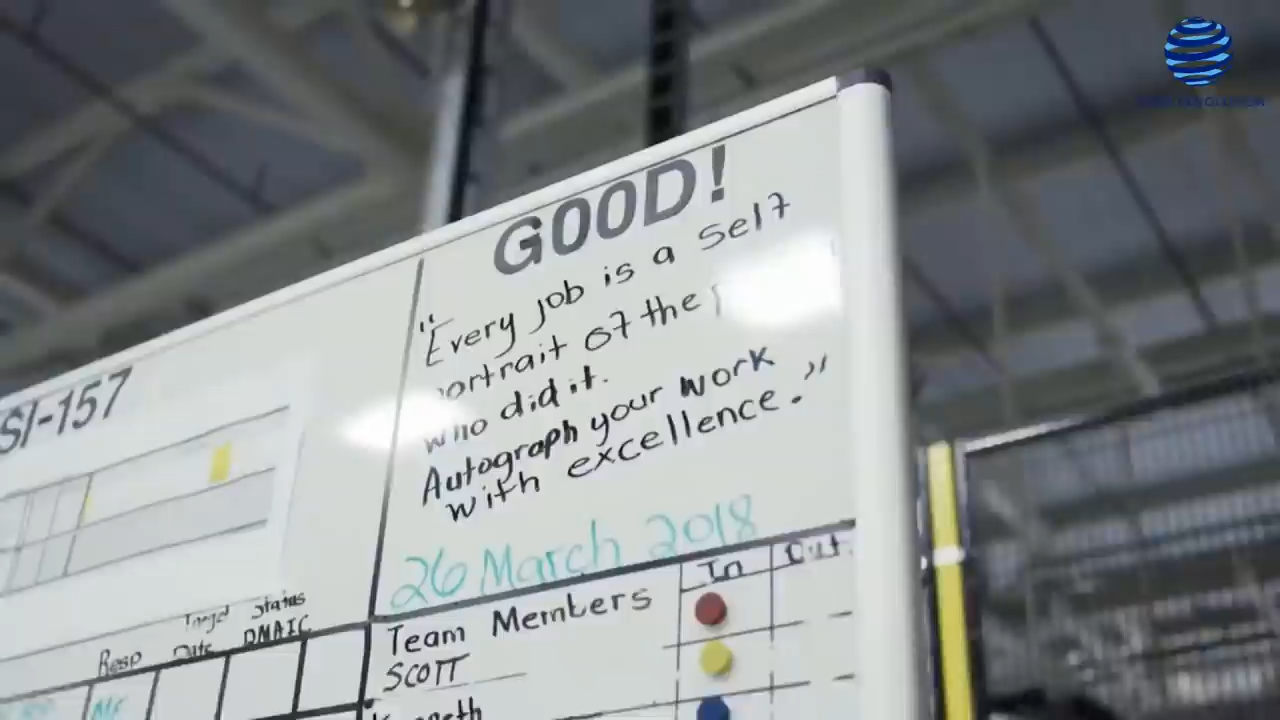 GOOD!
"Every job is a self
portrait of the
who did it.
Autograph your work
with excellence."
26 March 2018
SI-157
Target Status
Resp Date DMAIC
In Out
Team Members
SCOTT